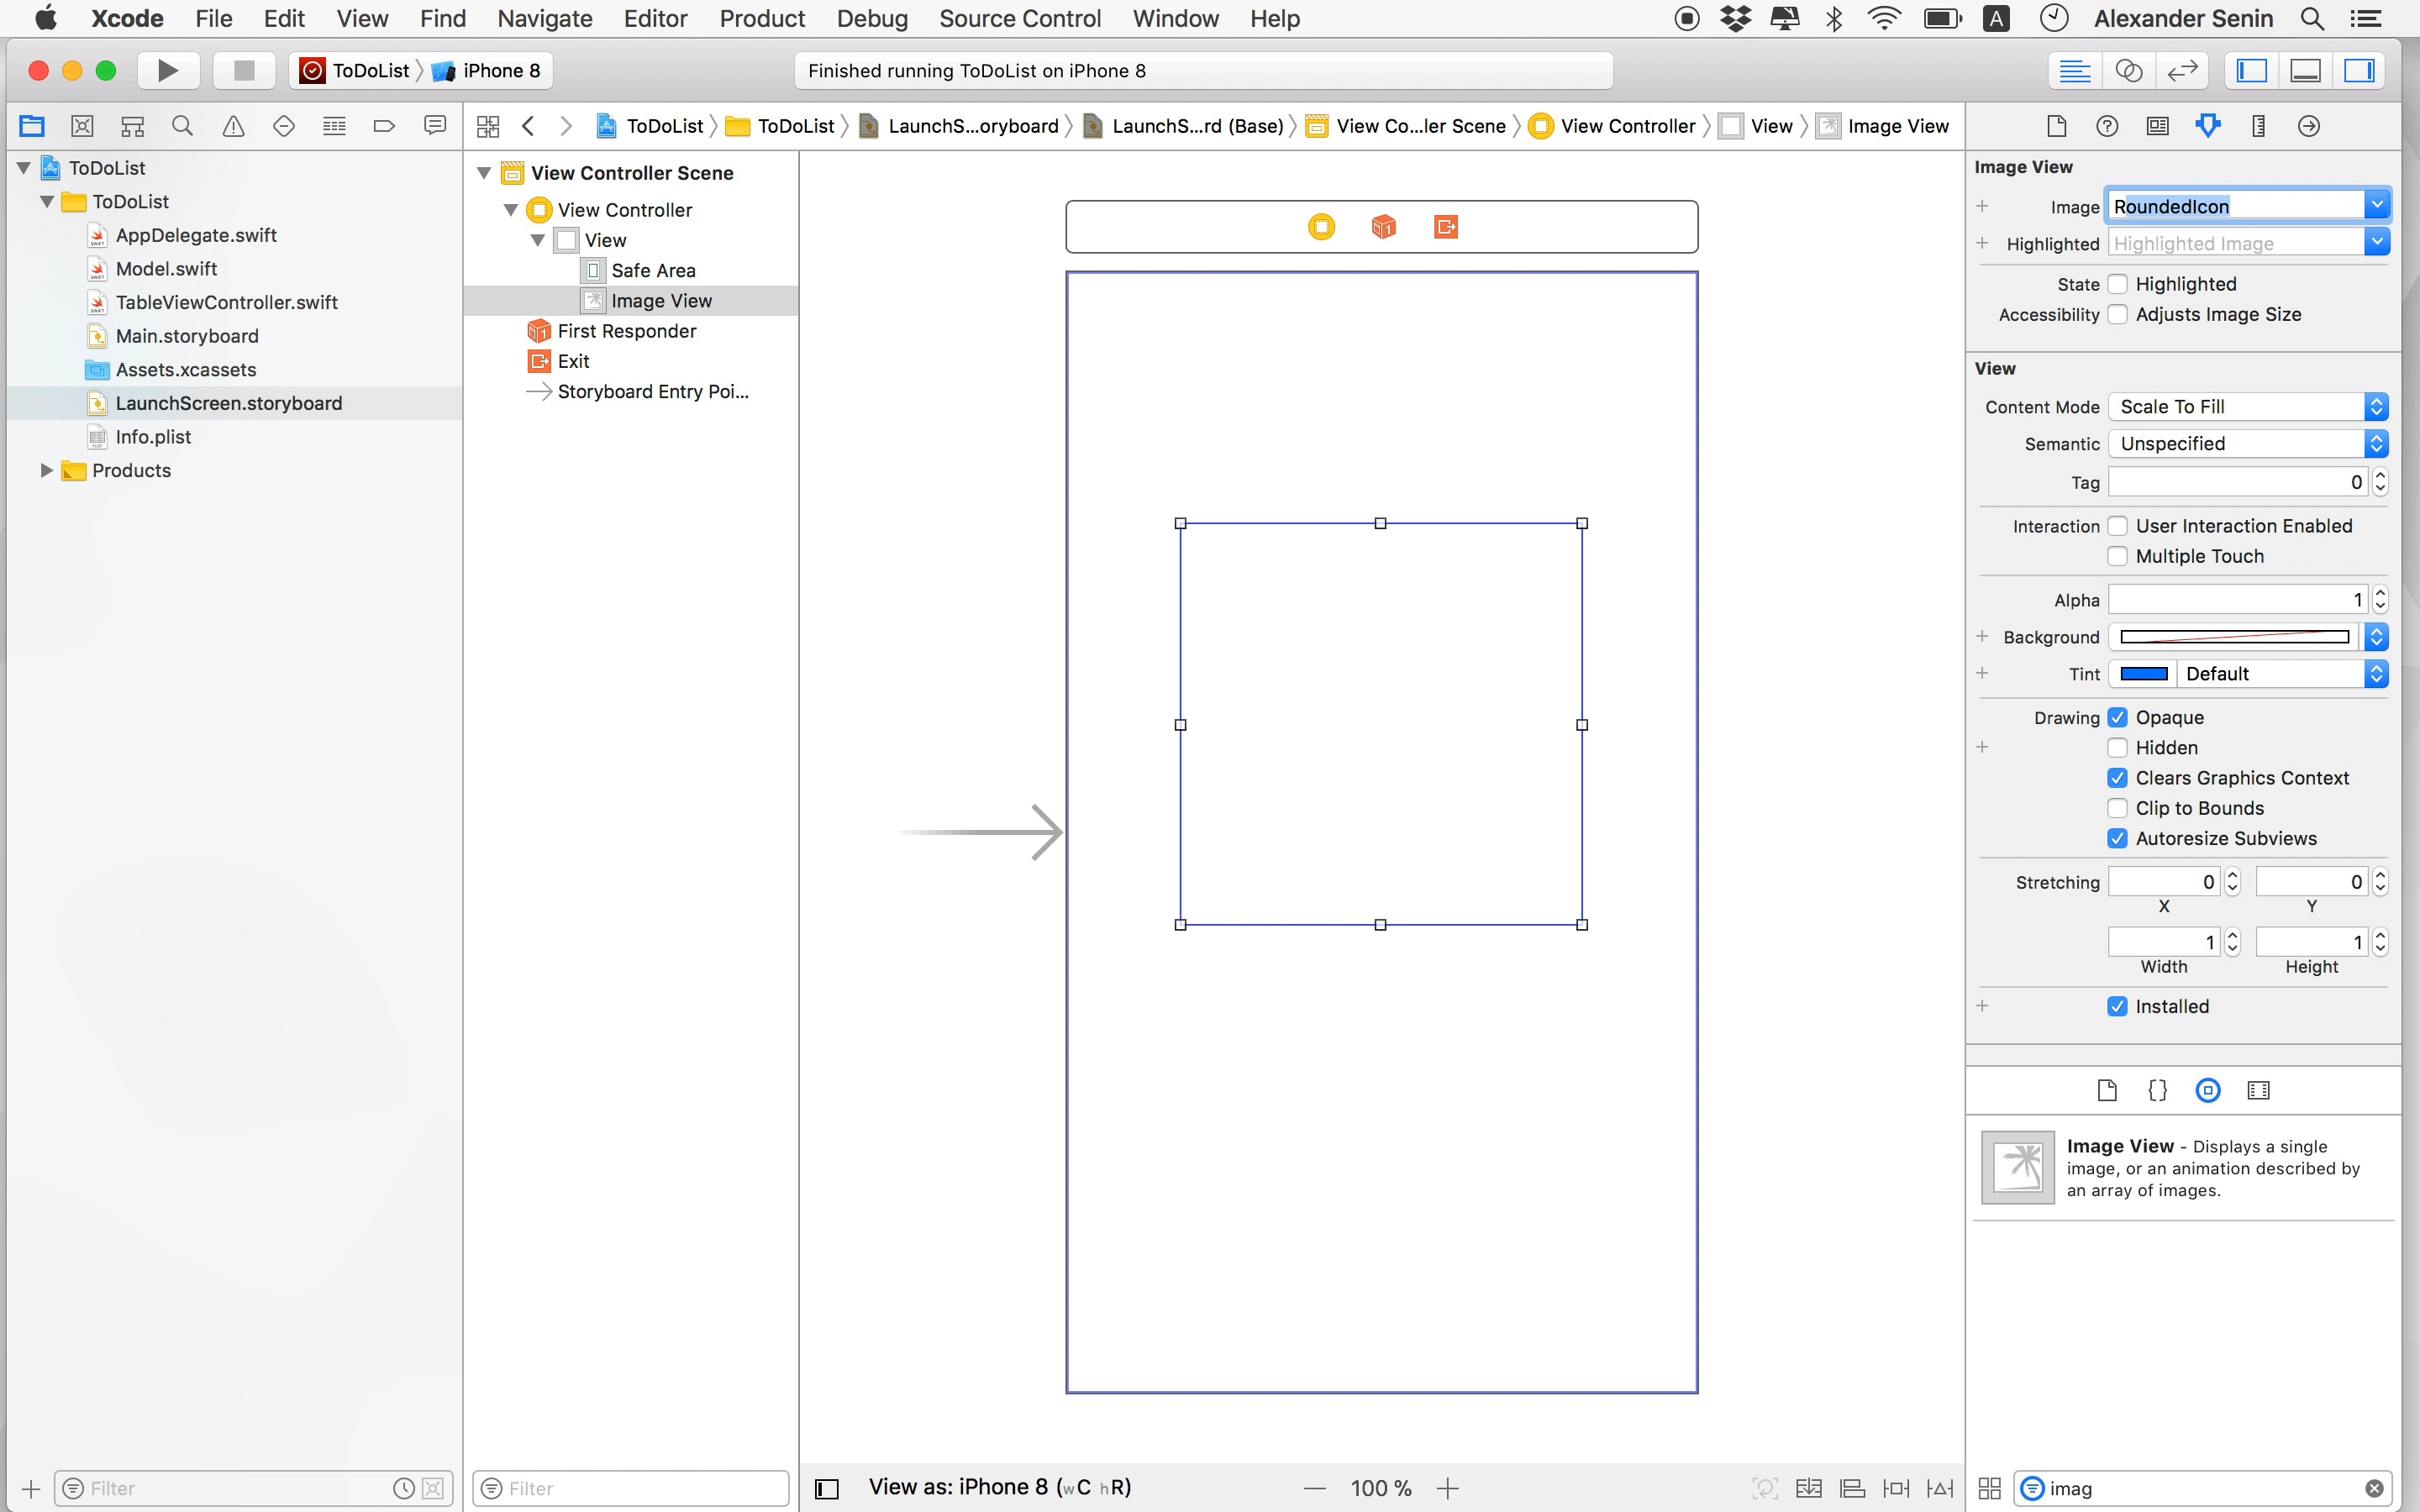 Xcode File Edit View Find Navigate Editor Product Debug Source Control Window Help A Alexander Senin
ToDoList iPhone 8 Finished running ToDoList on iPhone 8
ToDoList ToDoList LaunchS...oryboard LaunchS...rd (Base) View Co...ler Scene View Controller View Image View
ToDoList
ToDoList
AppDelegate.swift
Model.swift
TableViewController.swift
Main.storyboard
Assets.xcassets
LaunchScreen.storyboard
Info.plist
Products
Filter
View Controller Scene
View Controller
View
Safe Area
Image View
First Responder
Exit
Storyboard Entry Poi...
Filter
View as: iPhone 8 (wC hR)
100 %
Image View
Image RoundedIcon
Highlighted Highlighted Image
State Highlighted
Accessibility Adjusts Image Size
View
Content Mode Scale To Fill
Semantic Unspecified
Tag 0
Interaction User Interaction Enabled
Multiple Touch
Alpha 1
Background
Tint Default
Drawing Opaque
Hidden
Clears Graphics Context
Clip to Bounds
Autoresize Subviews
Stretching 0 0
X Y
1 1
Width Height
Installed
Image View - Displays a single
image, or an animation described by
an array of images.
imag